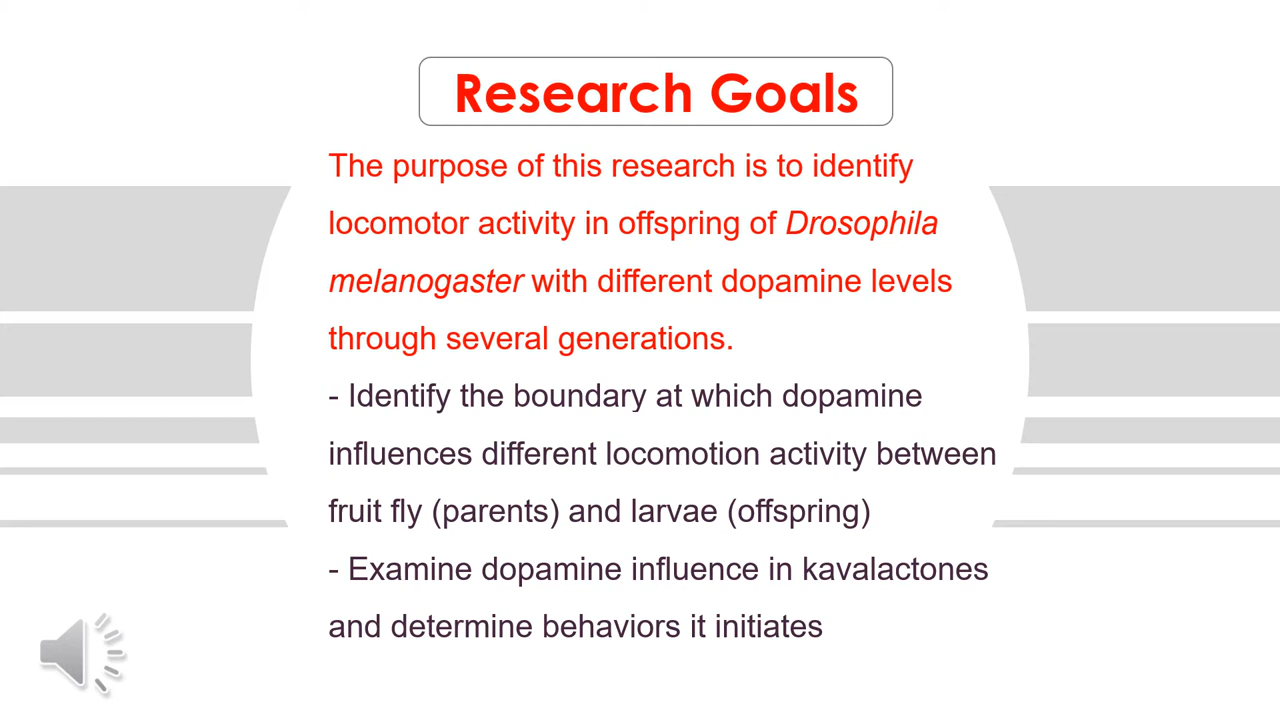 Research Goals
The purpose of this research is to identify
locomotor activity in offspring of Drosophila
melanogaster with different dopamine levels
through several generations.
- Identify the boundary at which dopamine
influences different locomotion activity between
fruit fly (parents) and larvae (offspring)
- Examine dopamine influence in kavalactones
and determine behaviors it initiates